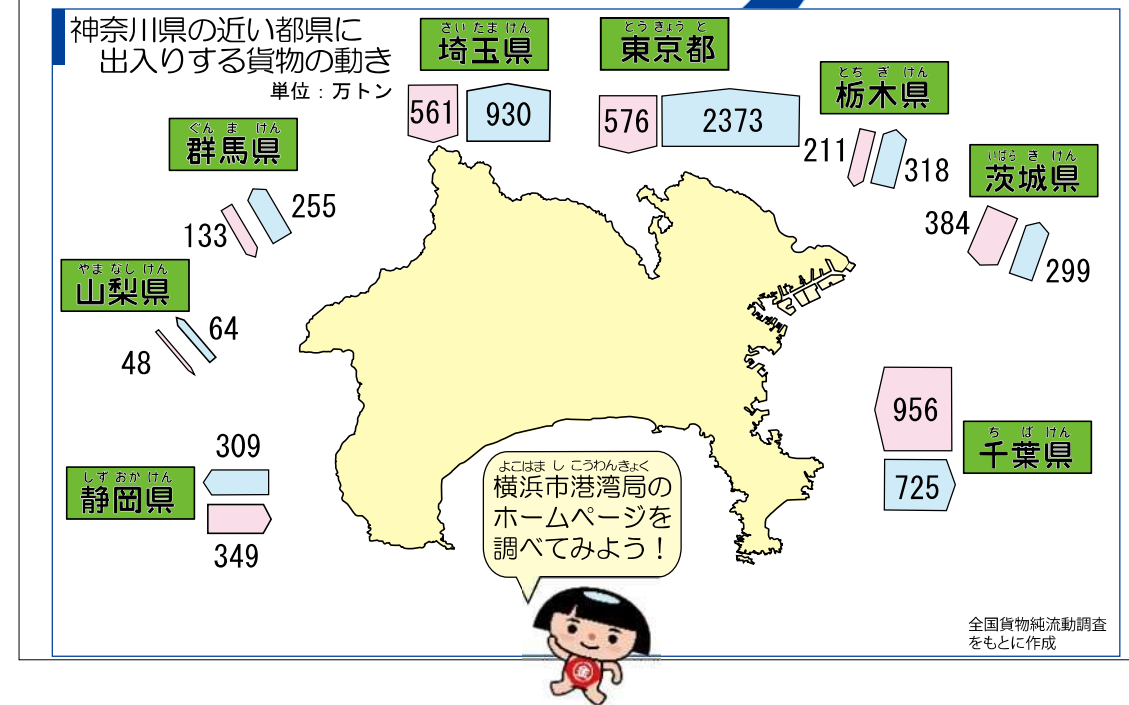 神奈川県の近い都県に
出入りする貨物の動き
単位：万トン
さいたまけん
埼玉県
561
930
とうきょうと
東京都
576
2373
とちぎけん
栃木県
211
318
いばらきけん
茨城県
384
299
ぐんまけん
群馬県
133
255
やまなしけん
山梨県
48
64
しずおかけん
静岡県
309
349
ちばけん
千葉県
956
725
よこはましこうわんきょく
横浜市港湾局の
ホームページを
調べてみよう！
金
全国貨物純流動調査
をもとに作成